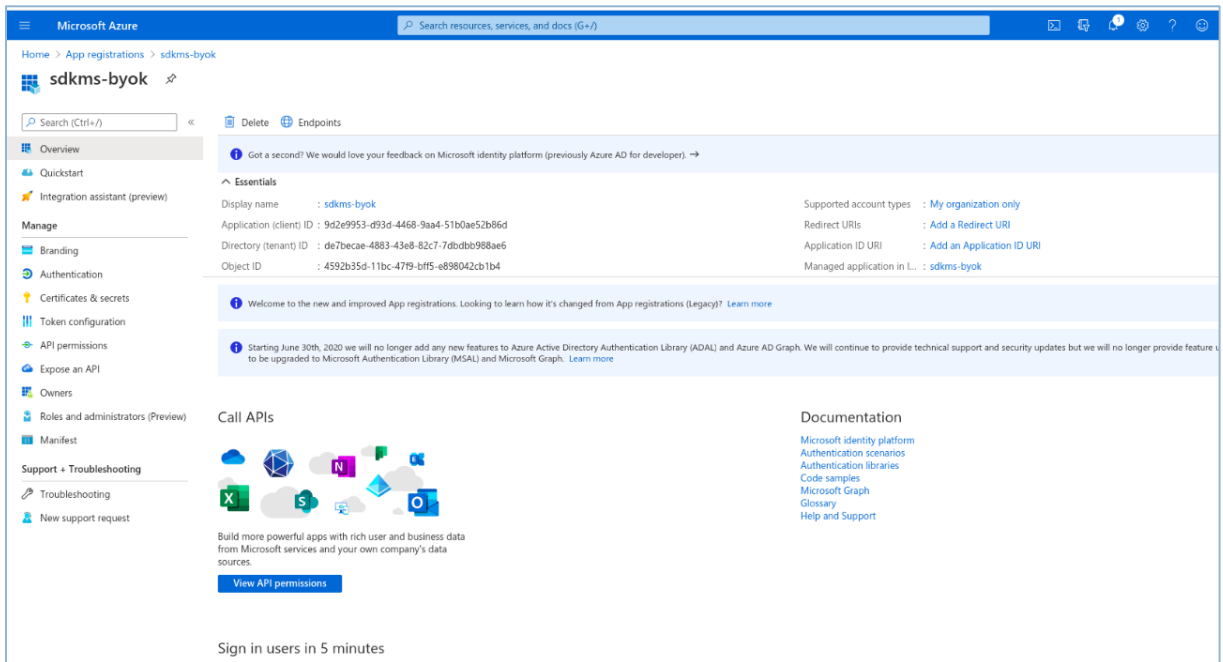 Microsoft Azure
Search resources, services, and docs (G+/)
1
Home > App registrations > sdkms-byok
sdkms-byok
Search (Ctrl+/)
«
Overview
Quickstart
Integration assistant (preview)
Manage
Branding
Authentication
Certificates & secrets
Token configuration
API permissions
Expose an API
Owners
Roles and administrators (Preview)
Manifest
Support + Troubleshooting
Troubleshooting
New support request
Delete
Endpoints
Got a second? We would love your feedback on Microsoft identity platform (previously Azure AD for developer). →
Essentials
Display name : sdkms-byok
Application (client) ID : 9d2e9953-d93d-4468-9aa4-51b0ae52b86d
Directory (tenant) ID : de7becae-4883-43e8-82c7-7dbdbb988ae6
Object ID : 4592b35d-11bc-47f9-bff5-e898042cb1b4
Supported account types : My organization only
Redirect URIs : Add a Redirect URI
Application ID URI : Add an Application ID URI
Managed application in l... : sdkms-byok
Welcome to the new and improved App registrations. Looking to learn how it's changed from App registrations (Legacy)? Learn more
Starting June 30th, 2020 we will no longer add any new features to Azure Active Directory Authentication Library (ADAL) and Azure AD Graph. We will continue to provide technical support and security updates but we will no longer provide feature u
to be upgraded to Microsoft Authentication Library (MSAL) and Microsoft Graph. Learn more
Call APIs
N
X
S
O
Build more powerful apps with rich user and business data
from Microsoft services and your own company's data
sources.
View API permissions
Documentation
Microsoft identity platform
Authentication scenarios
Authentication libraries
Code samples
Microsoft Graph
Glossary
Help and Support
Sign in users in 5 minutes